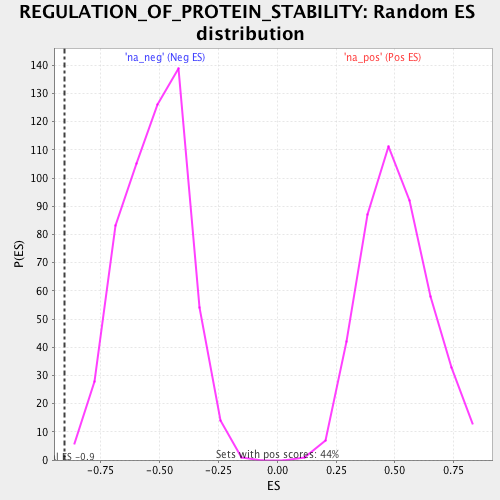 REGULATION_OF_PROTEIN_STABILITY: Random ES
distribution
'na_neg' (Neg ES)
'na_pos' (Pos ES)
140
130
120
110
100
90
80
70
60
50
40
30
20
10
0
P(ES)
ES -0.9
Sets with pos scores: 44%
-0.75
-0.50
-0.25
0.00
0.25
0.50
0.75
ES